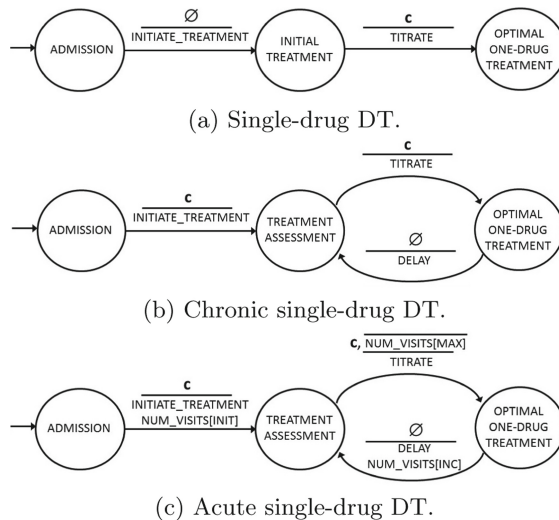 ∅
INITIATE_TREATMENT
ADMISSION
INITIAL
TREATMENT
c
TITRATE
OPTIMAL
ONE-DRUG
TREATMENT
(a) Single-drug DT.
c
TITRATE
c
INITIATE_TREATMENT
ADMISSION
TREATMENT
ASSESSMENT
∅
DELAY
OPTIMAL
ONE-DRUG
TREATMENT
(b) Chronic single-drug DT.
c, NUM_VISITS[MAX]
TITRATE
c
INITIATE_TREATMENT
NUM_VISITS[INIT]
ADMISSION
TREATMENT
ASSESSMENT
∅
DELAY
NUM_VISITS[INC]
OPTIMAL
ONE-DRUG
TREATMENT
(c) Acute single-drug DT.